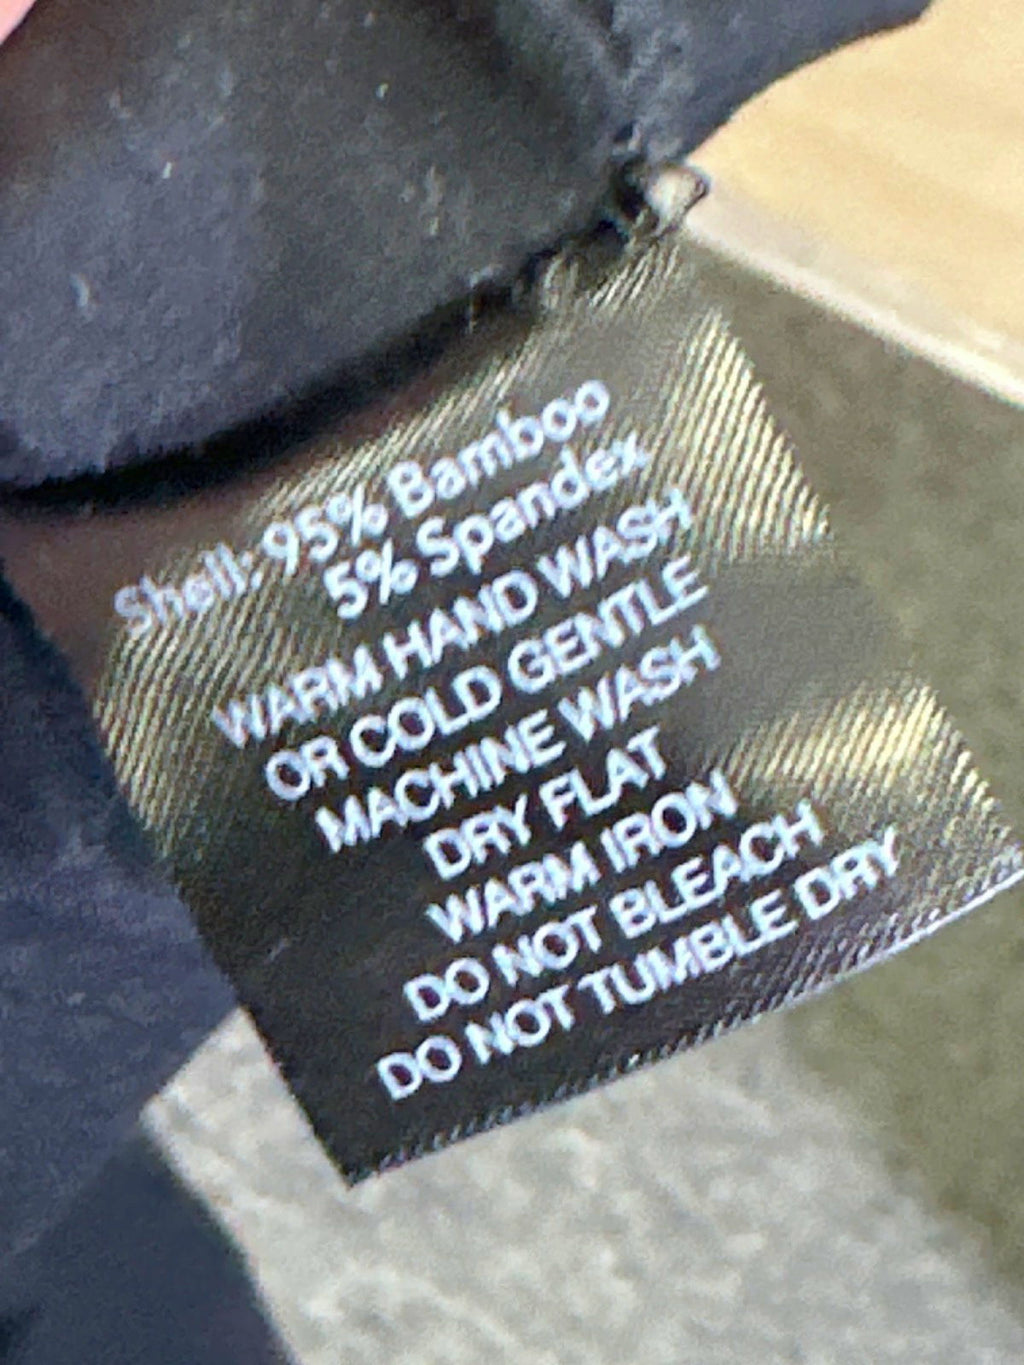 Shell: 95% Bamboo
5% Spandex
WARM HAND WASH
OR COLD GENTLE
MACHINE WASH
DRY FLAT
WARM IRON
DO NOT BLEACH
DO NOT TUMBLE DRY